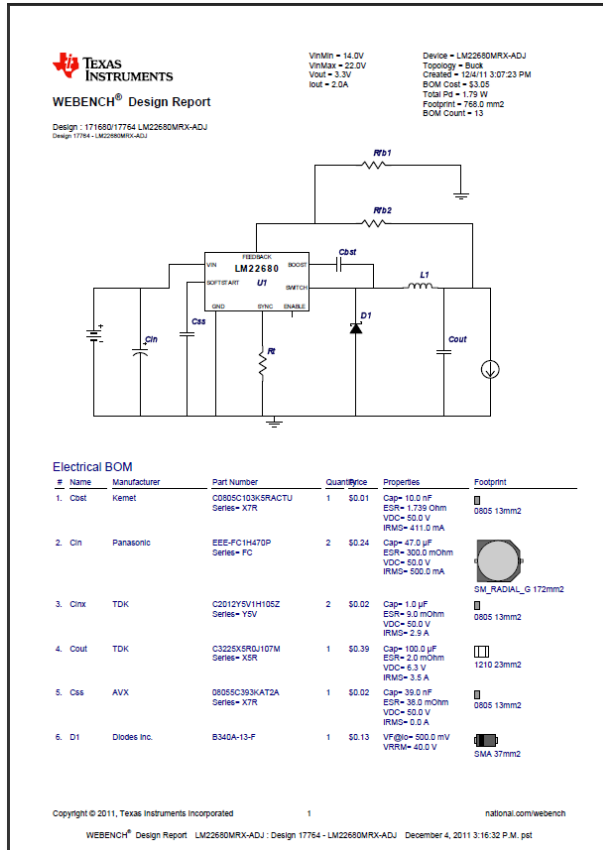 TEXAS
INSTRUMENTS
WEBENCH® Design Report
Design : 171680/17764 LM22680MRX-ADJ
Design 17764 - LM22680MRX-ADJ
VinMin = 14.0V
VinMax = 22.0V
Vout = 3.3V
Iout = 2.0A
Device = LM22680MRX-ADJ
Topology = Buck
Created = 12/4/11 3:07:23 PM
BOM Cost = $3.05
Total Pd = 1.79 W
Footprint = 768.0 mm2
BOM Count = 13
Rfb1
Rfb2
Cbst
FEEDBACK
VIN
LM22680
BOOST
SOFTSTART
U1
SWITCH
L1
GND
SYNC
ENABLE
D1
Css
Cin
Rt
Cout
Electrical BOM
# Name Manufacturer Part Number Quantity Price Properties Footprint
1. Cbst Kemet C0805C103K5RACTU 1 $0.01 Cap= 10.0 nF
Series= X7R ESR= 1.739 Ohm
VDC= 50.0 V
IRMS= 411.0 mA
0805 13mm2
2. Cin Panasonic EEE-FC1H470P 2 $0.24 Cap= 47.0 µF
Series= FC ESR= 300.0 mOhm
VDC= 50.0 V
IRMS= 500.0 mA
SM_RADIAL_G 172mm2
3. Cinx TDK C2012Y5V1H105Z 2 $0.02 Cap= 1.0 µF
Series= Y5V ESR= 9.0 mOhm
VDC= 50.0 V
IRMS= 2.9 A
0805 13mm2
4. Cout TDK C3225X5R0J107M 1 $0.39 Cap= 100.0 µF
Series= X5R ESR= 2.0 mOhm
VDC= 6.3 V
IRMS= 3.5 A
1210 23mm2
5. Css AVX 08055C393KAT2A 1 $0.02 Cap= 39.0 nF
Series= X7R ESR= 38.0 mOhm
VDC= 50.0 V
IRMS= 0.0 A
0805 13mm2
6. D1 Diodes Inc. B340A-13-F 1 $0.13 VF@Io= 500.0 mV
VRRM= 40.0 V
SMA 37mm2
Copyright © 2011, Texas Instruments Incorporated 1 national.com/webench
WEBENCH® Design Report LM22680MRX-ADJ : Design 17764 - LM22680MRX-ADJ December 4, 2011 3:16:32 P.M. pst